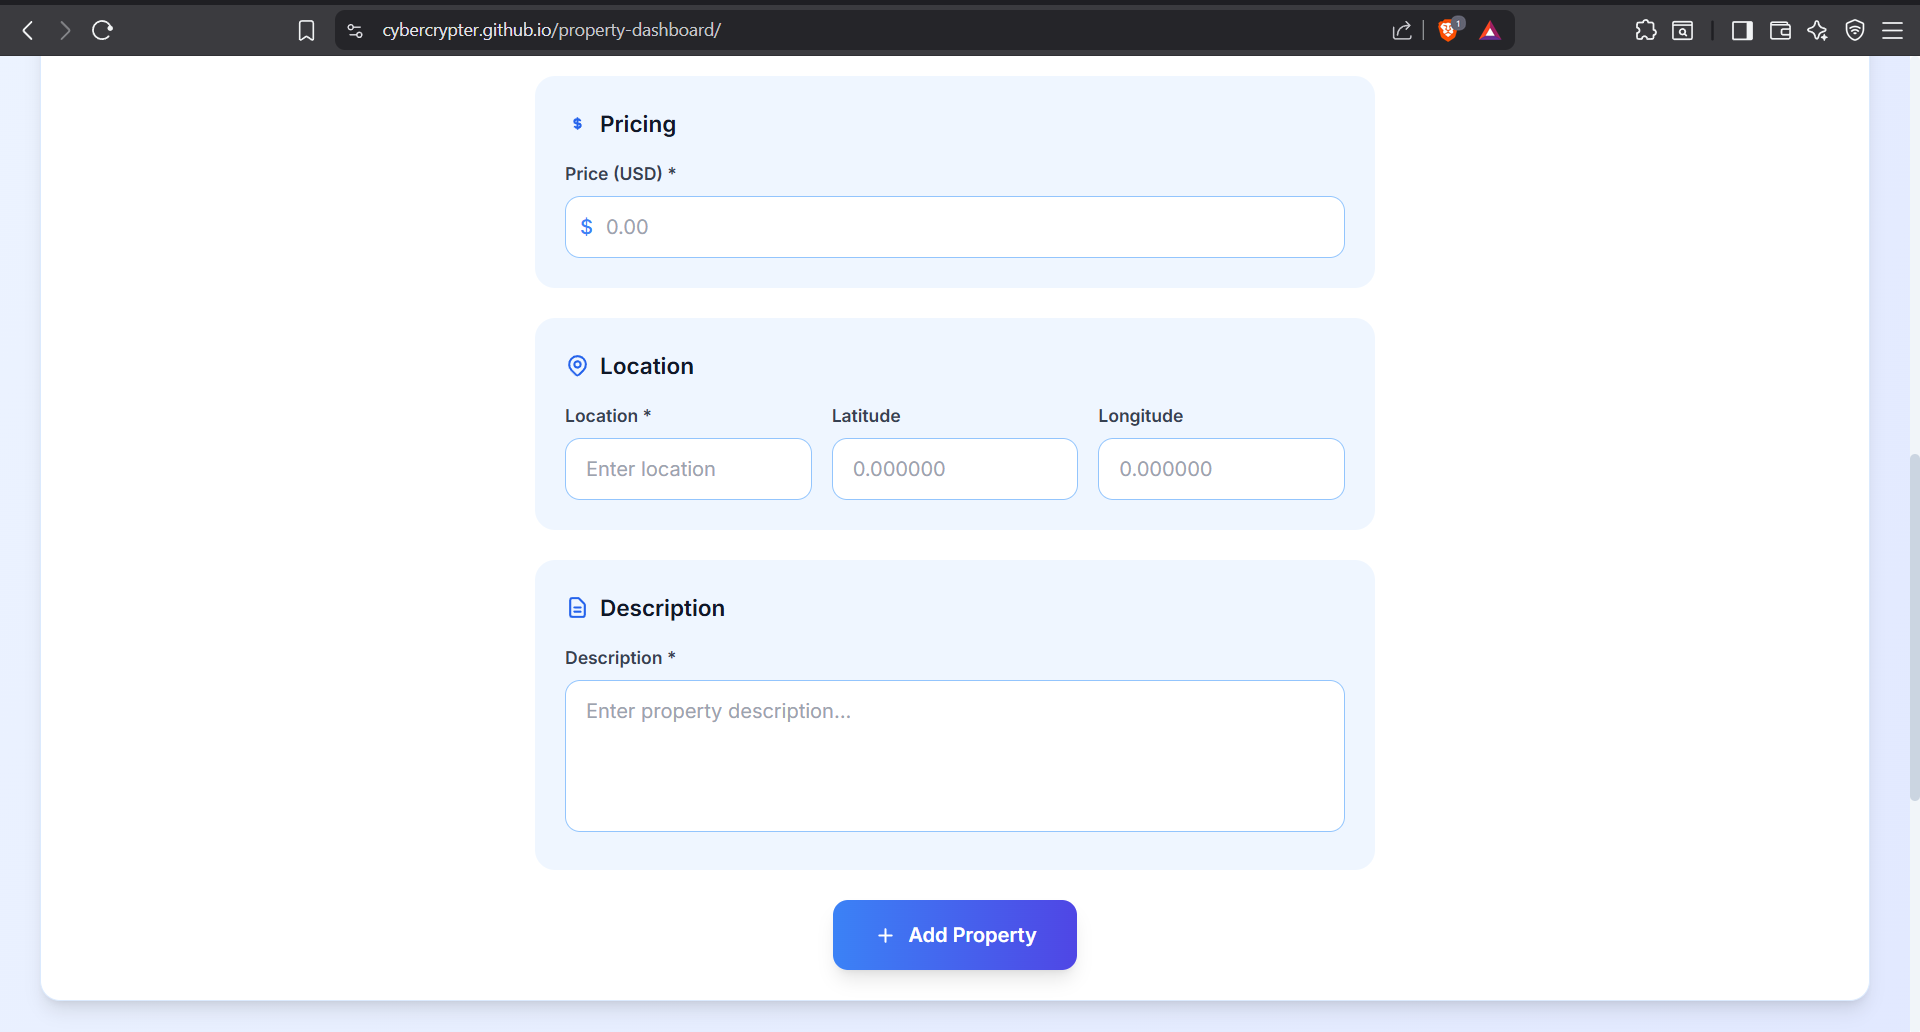 cybercrypter.github.io/property-dashboard/
1
$ Pricing
Price (USD) *
$ 0.00
Location
Location * Latitude Longitude
Enter location 0.000000 0.000000
Description
Description *
Enter property description...
+ Add Property